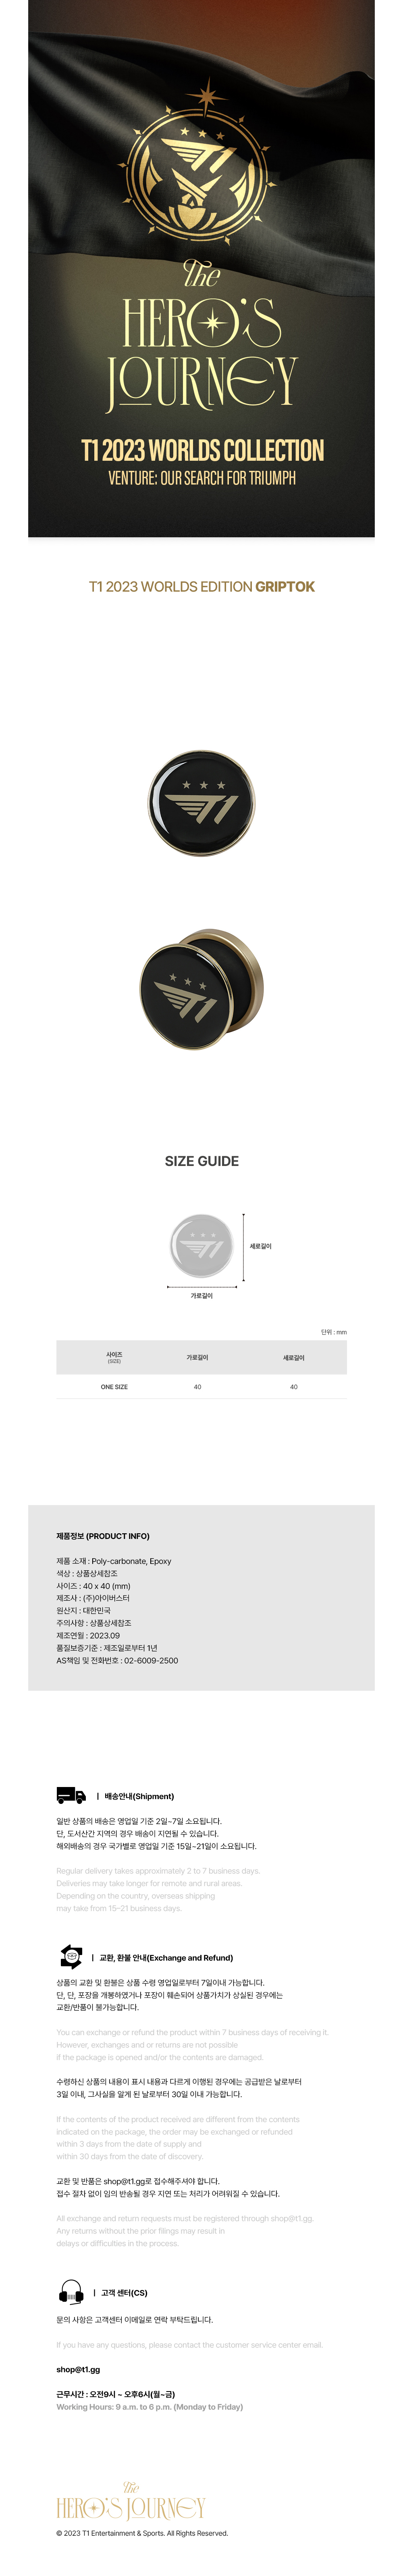 The
HERO'S
JOURNEY
T1 2023 WORLDS COLLECTION
VENTURE: OUR SEARCH FOR TRIUMPH
T1 2023 WORLDS EDITION GRIPTOK
SIZE GUIDE
세로길이
가로길이
단위 : mm
사이즈 가로길이 세로길이
(SIZE)
ONE SIZE 40 40
제품정보 (PRODUCT INFO)
제품 소재 : Poly-carbonate, Epoxy
색상 : 상품상세참조
사이즈 : 40 x 40 (mm)
제조사 : (주)아이버스터
원산지 : 대한민국
주의사항 : 상품상세참조
제조연월 : 2023.09
품질보증기준 : 제조일로부터 1년
AS책임 및 전화번호 : 02-6009-2500
| 배송안내(Shipment)
일반 상품의 배송은 영업일 기준 2일~7일 소요됩니다.
단, 도서산간 지역의 경우 배송이 지연될 수 있습니다.
해외배송의 경우 국가별로 영업일 기준 15일~21일이 소요됩니다.
Regular delivery takes approximately 2 to 7 business days.
Deliveries may take longer for remote and rural areas.
Depending on the country, overseas shipping
may take from 15~21 business days.
| 교환, 환불 안내(Exchange and Refund)
상품의 교환 및 환불은 상품 수령 영업일로부터 7일이내 가능합니다.
단, 단, 포장을 개봉하였거나 포장이 훼손되어 상품가치가 상실된 경우에는
교환/반품이 불가능합니다.
You can exchange or refund the product within 7 business days of receiving it.
However, exchanges and or returns are not possible
if the package is opened and/or the contents are damaged.
수령하신 상품의 내용이 표시 내용과 다르게 이행된 경우에는 공급받은 날로부터
3일 이내, 그사실을 알게 된 날로부터 30일 이내 가능합니다.
If the contents of the product received are different from the contents
indicated on the package, the order may be exchanged or refunded
within 3 days from the date of supply and
within 30 days from the date of discovery.
교환 및 반품은 shop@t1.gg로 접수해주셔야 합니다.
접수 절차 없이 임의 반송될 경우 지연 또는 처리가 어려워질 수 있습니다.
All exchange and return requests must be registered through shop@t1.gg.
Any returns without the prior filings may result in
delays or difficulties in the process.
| 고객 센터(CS)
문의 사항은 고객센터 이메일로 연락 부탁드립니다.
If you have any questions, please contact the customer service center email.
shop@t1.gg
근무시간 : 오전9시 ~ 오후6시(월~금)
Working Hours: 9 a.m. to 6 p.m. (Monday to Friday)
The
HERO'S JOURNEY
© 2023 T1 Entertainment & Sports. All Rights Reserved.